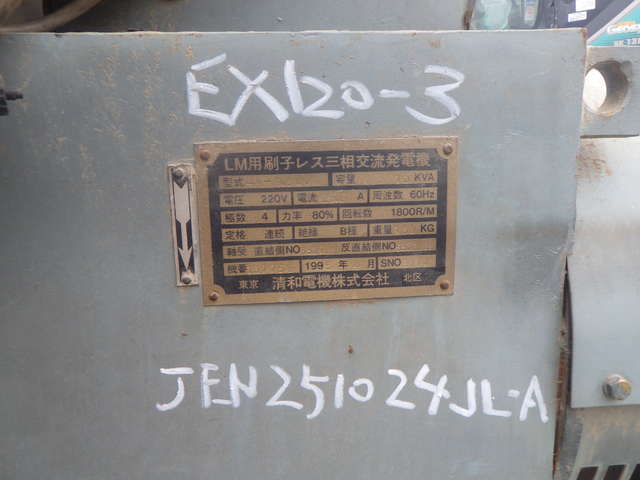 EX120-3
LM用刷子レス三相交流発電機
型式 容量 KVA
電圧 220V 電流 A 周波数 60Hz
極数 4 力率 80% 回転数 1800R/M
定格 連続 絶縁 B種 重量 KG
軸受 直結側NO 反直結側NO
機番 199 年 月 SNO
東京 清和電機株式会社 北区
JEN251024JL-A